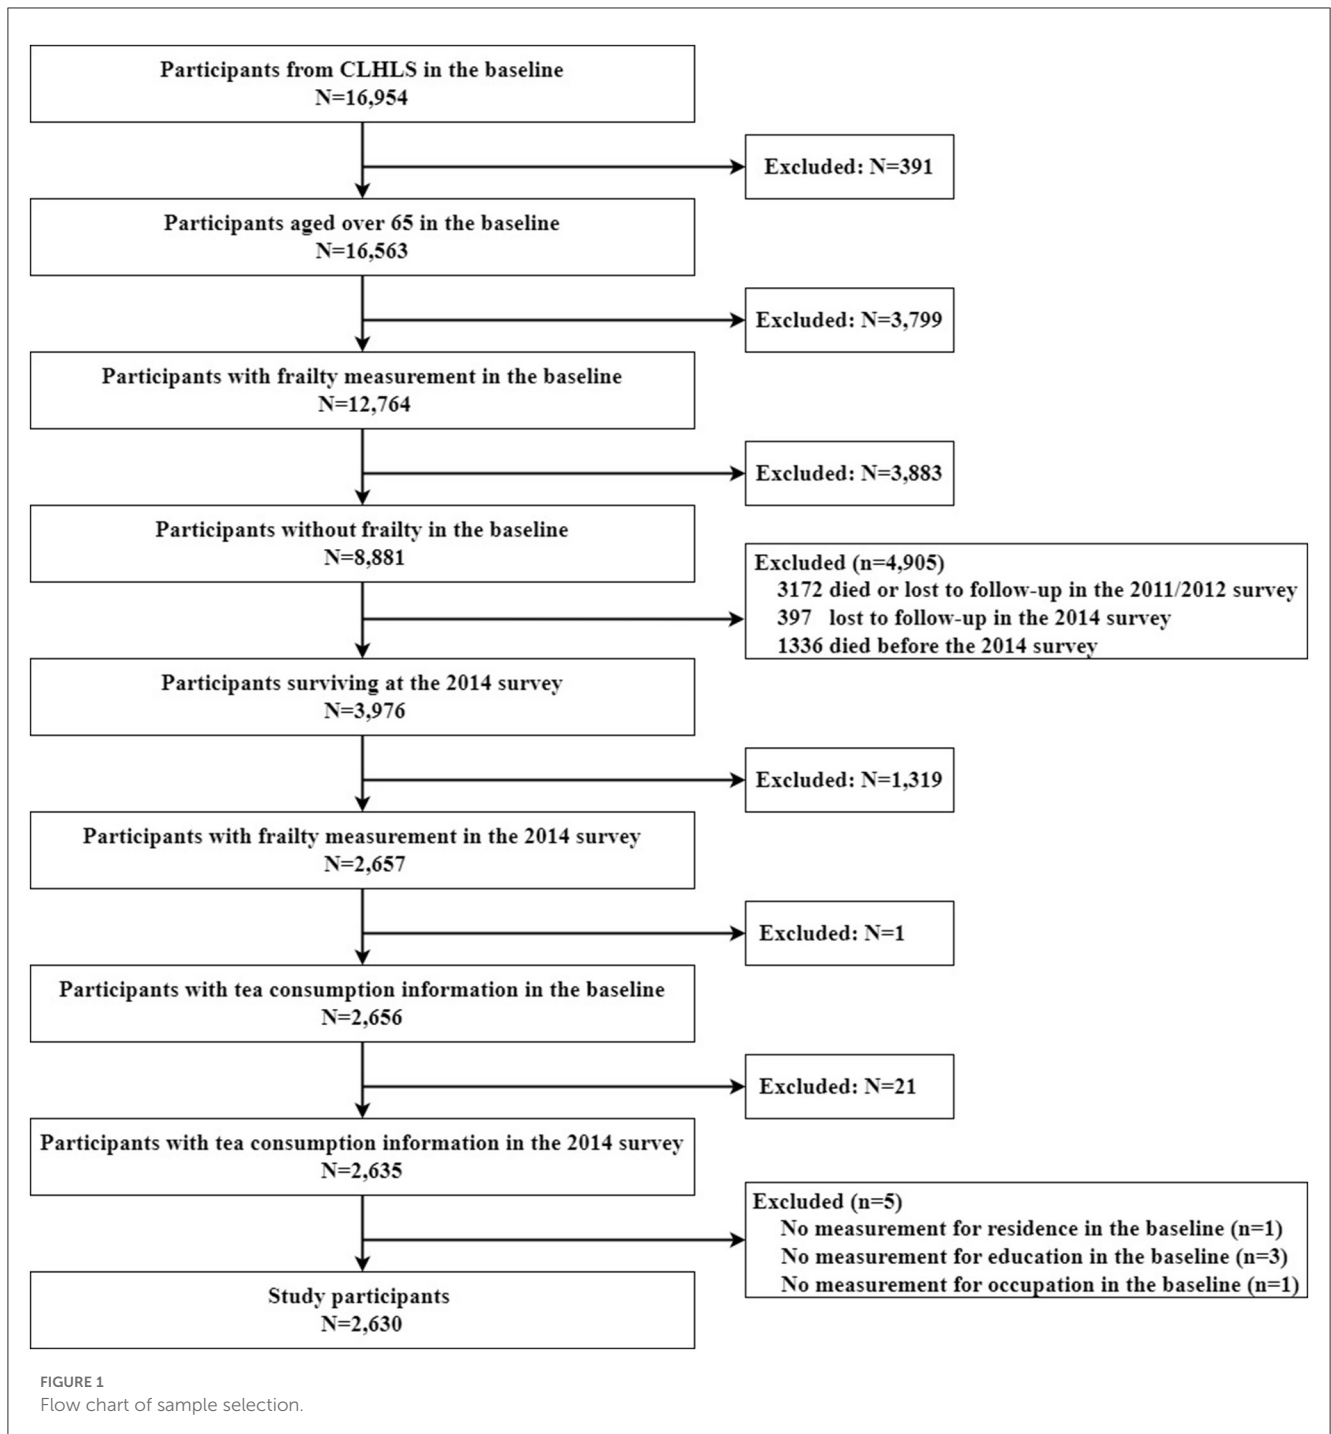 Participants from CLHLS in the baseline
N=16,954
Excluded: N=391
Participants aged over 65 in the baseline
N=16,563
Excluded: N=3,799
Participants with frailty measurement in the baseline
N=12,764
Excluded: N=3,883
Participants without frailty in the baseline
N=8,881
Excluded (n=4,905)
3172 died or lost to follow-up in the 2011/2012 survey
397 lost to follow-up in the 2014 survey
1336 died before the 2014 survey
Participants surviving at the 2014 survey
N=3,976
Excluded: N=1,319
Participants with frailty measurement in the 2014 survey
N=2,657
Excluded: N=1
Participants with tea consumption information in the baseline
N=2,656
Excluded: N=21
Participants with tea consumption information in the 2014 survey
N=2,635
Excluded (n=5)
No measurement for residence in the baseline (n=1)
No measurement for education in the baseline (n=3)
No measurement for occupation in the baseline (n=1)
Study participants
N=2,630
FIGURE 1
Flow chart of sample selection.